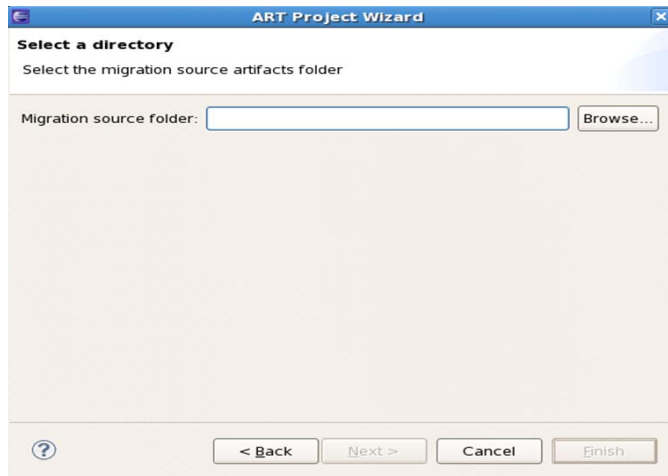 ART Project Wizard
Select a directory
Select the migration source artifacts folder
Migration source folder: Browse...
?
< Back Next > Cancel Finish